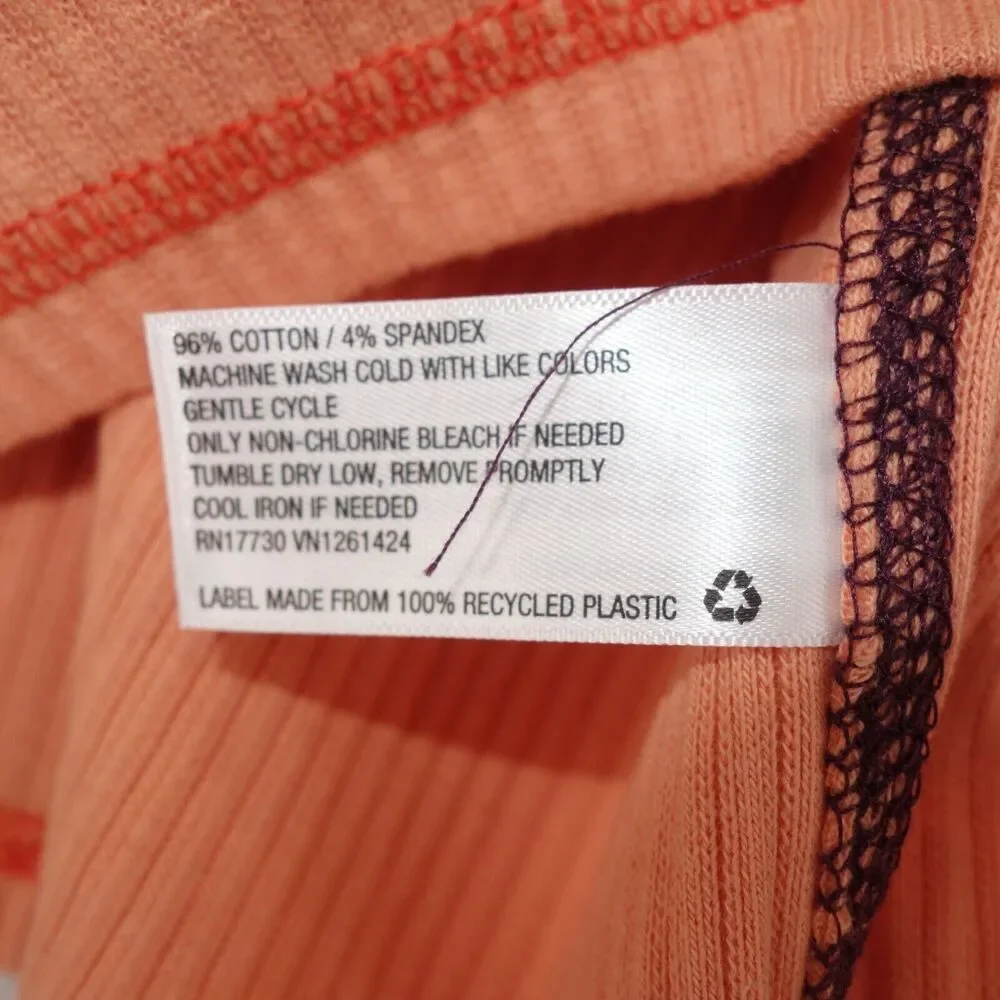 96% COTTON / 4% SPANDEX
MACHINE WASH COLD WITH LIKE COLORS
GENTLE CYCLE
ONLY NON-CHLORINE BLEACH IF NEEDED
TUMBLE DRY LOW, REMOVE PROMPTLY
COOL IRON IF NEEDED
RN17730 VN1261424
LABEL MADE FROM 100% RECYCLED PLASTIC